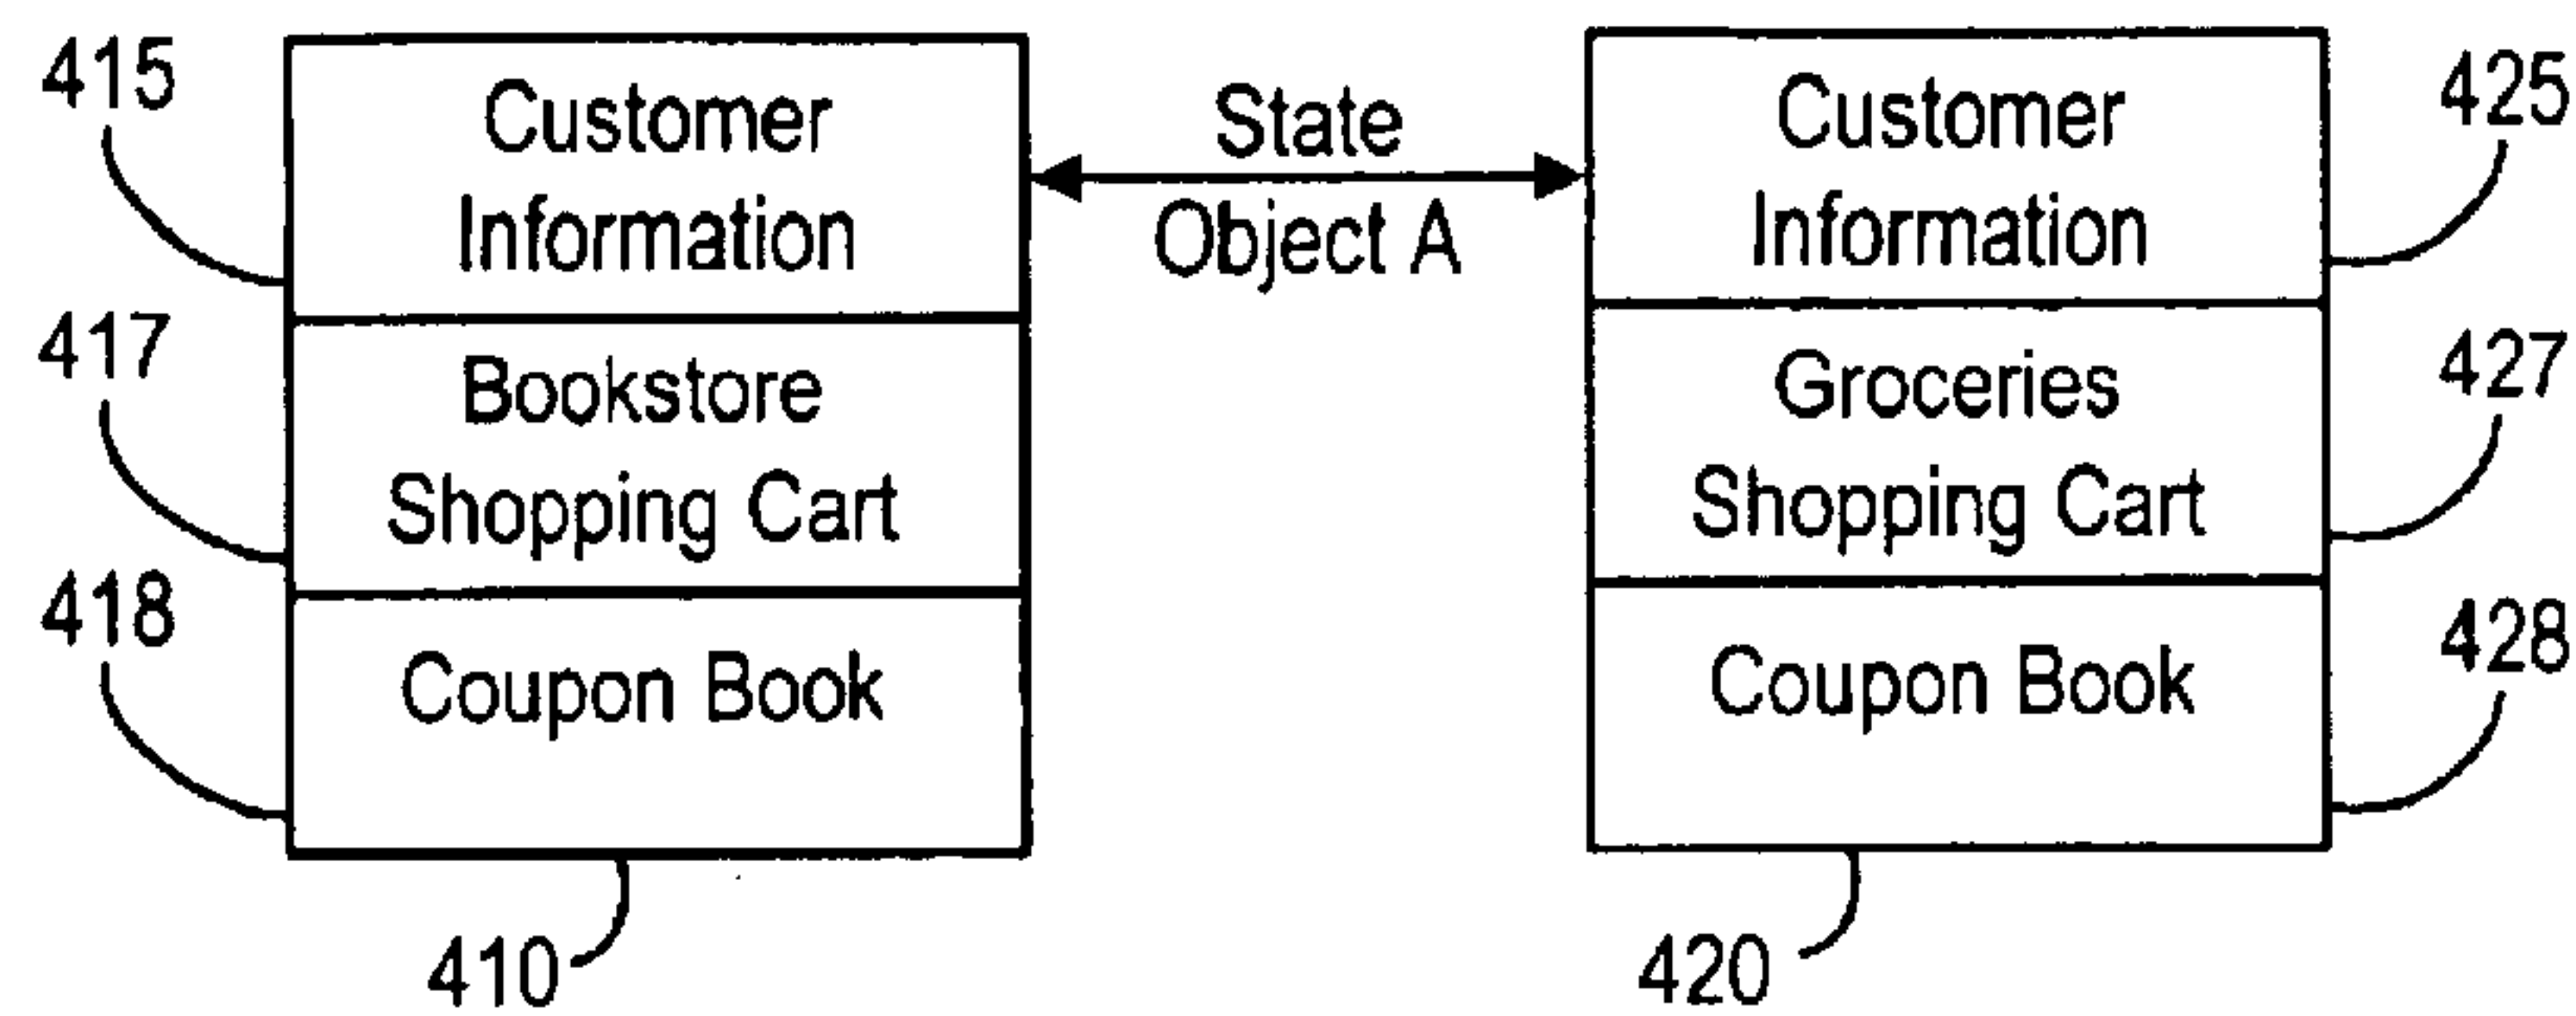 415
Customer
Information
State
Object A
Customer
Information
425
417
Bookstore
Shopping Cart
Groceries
Shopping Cart
427
418
Coupon Book
Coupon Book
428
410
420